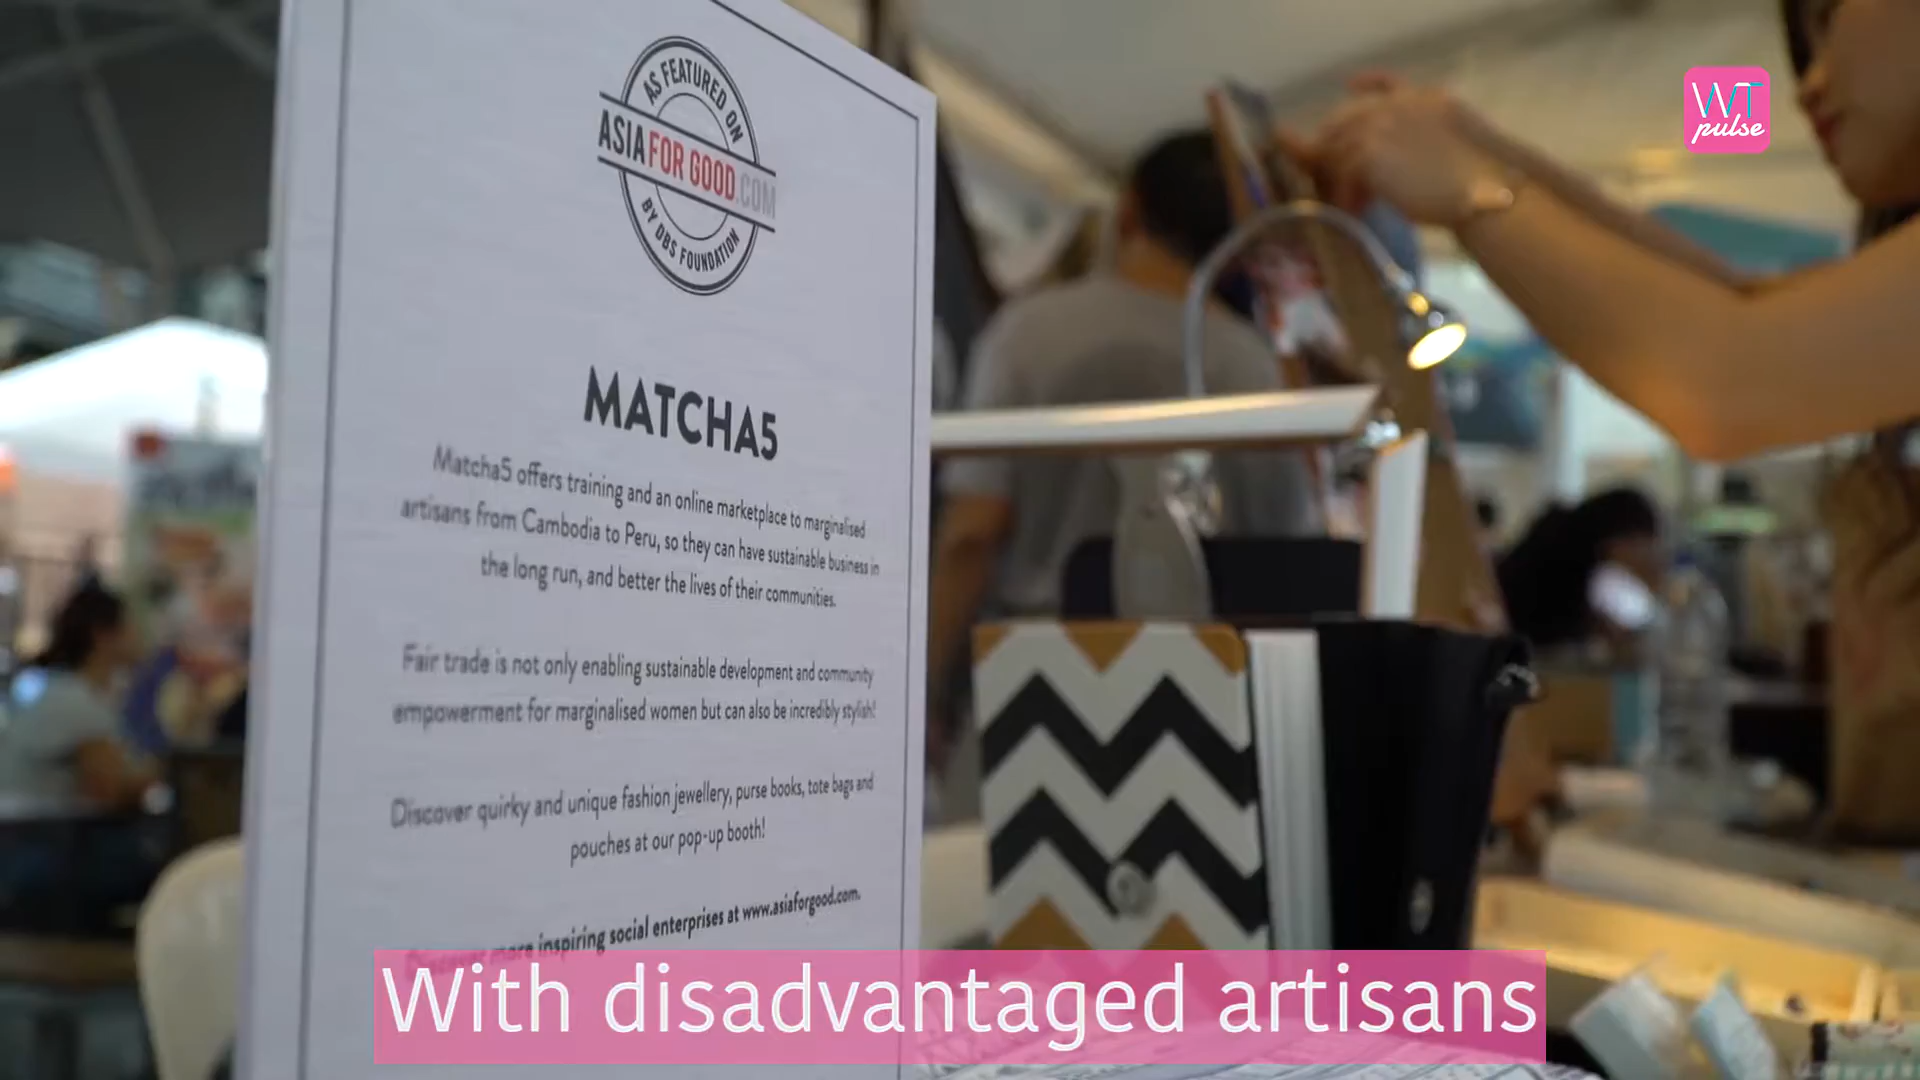 WT
pulse
AS FEATURED ON
ASIA FOR GOOD.COM
BY DBS FOUNDATION
MATCHA5
Matcha5 offers training and an online marketplace to marginalised
artisans from Cambodia to Peru, so they can have sustainable business in
the long run, and better the lives of their communities.
Fair trade is not only enabling sustainable development and community
empowerment for marginalised women but can also be incredibly stylish!
Discover quirky and unique fashion jewellery, purse books, tote bags and
pouches at our pop-up booth!
Discover more inspiring social enterprises at www.asiaforgood.com.
With disadvantaged artisans